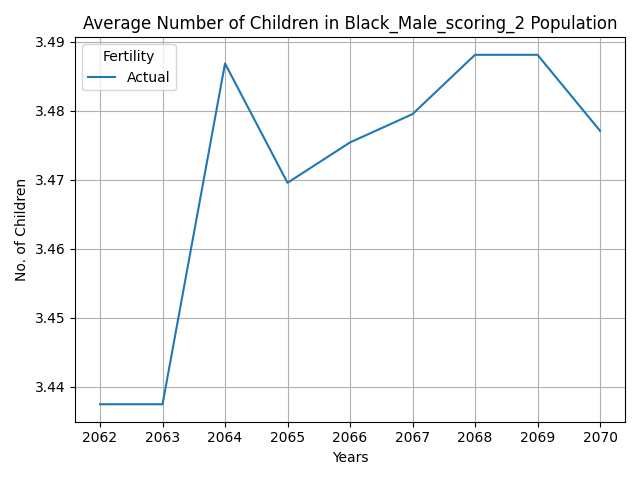 Average Number of Children in Black_Male_scoring_2 Population
Fertility
Actual
No. of Children
3.49
3.48
3.47
3.46
3.45
3.44
2062 2063 2064 2065 2066 2067 2068 2069 2070
Years